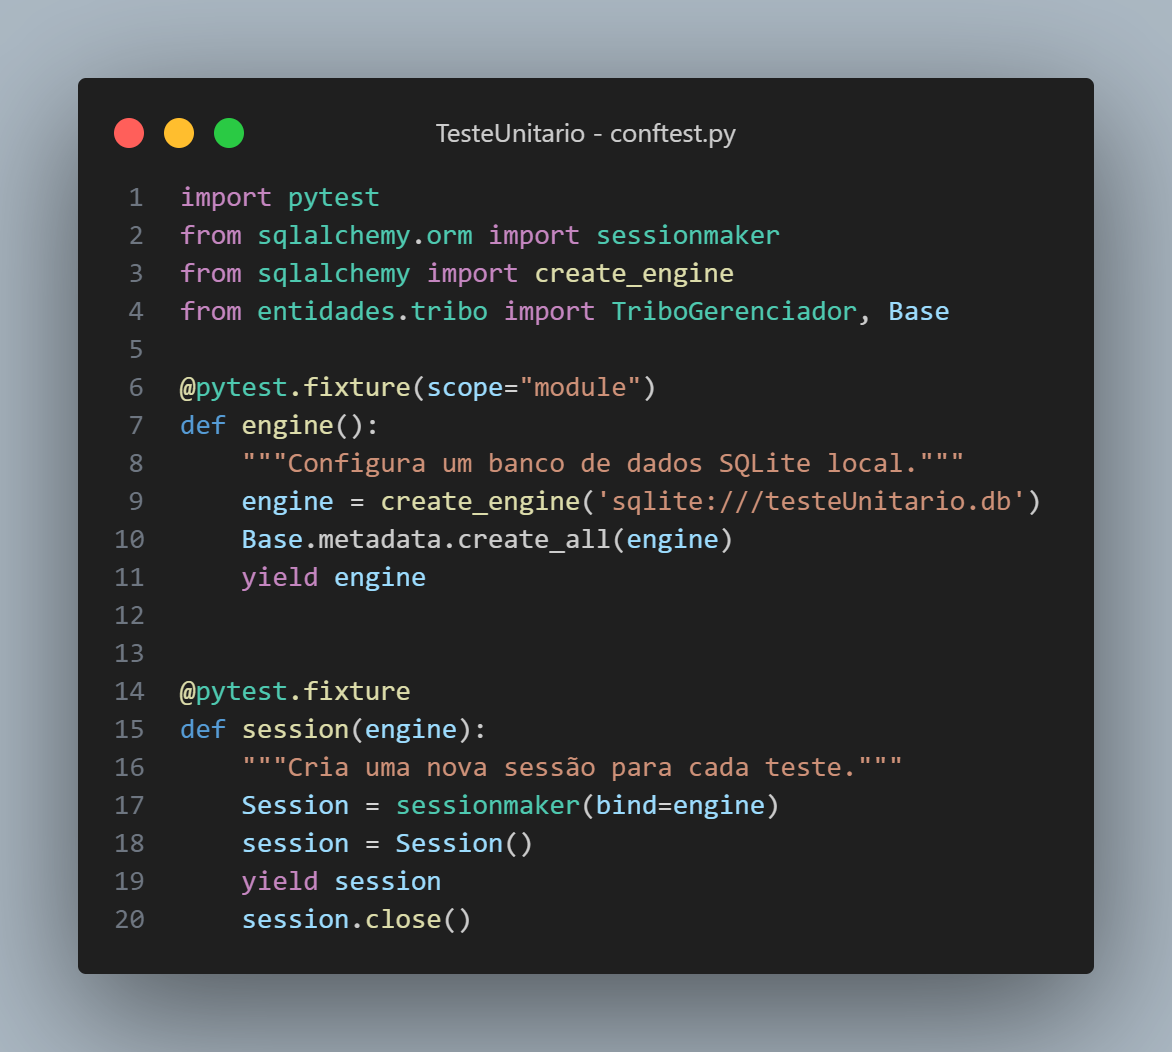 TesteUnitario - conftest.py
1 import pytest
2 from sqlalchemy.orm import sessionmaker
3 from sqlalchemy import create_engine
4 from entidades.tribo import TriboGerenciador, Base
5
6 @pytest.fixture(scope="module")
7 def engine():
8     """Configura um banco de dados SQLite local."""
9     engine = create_engine('sqlite:///testeUnitario.db')
10     Base.metadata.create_all(engine)
11     yield engine
12
13
14 @pytest.fixture
15 def session(engine):
16     """Cria uma nova sessão para cada teste."""
17     Session = sessionmaker(bind=engine)
18     session = Session()
19     yield session
20     session.close()